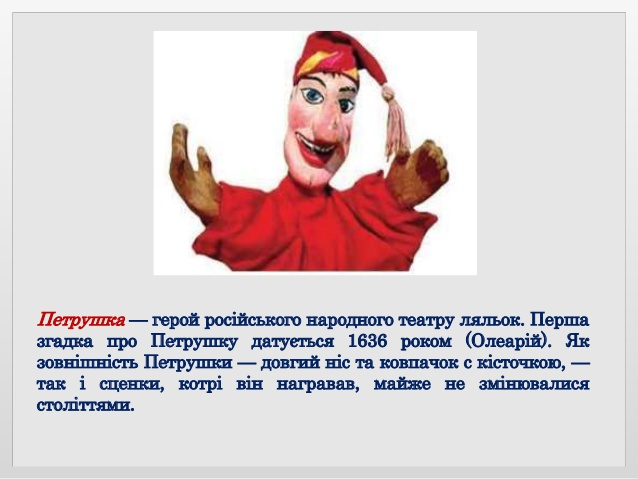 Петрушка — герой російського народного театру ляльок. Перша
згадка про Петрушку датується 1636 роком (Олеарій). Як
зовнішність Петрушки — довгий ніс та ковпачок с кісточкою, —
так і сценки, котрі він награвав, майже не змінювалися
століттями.